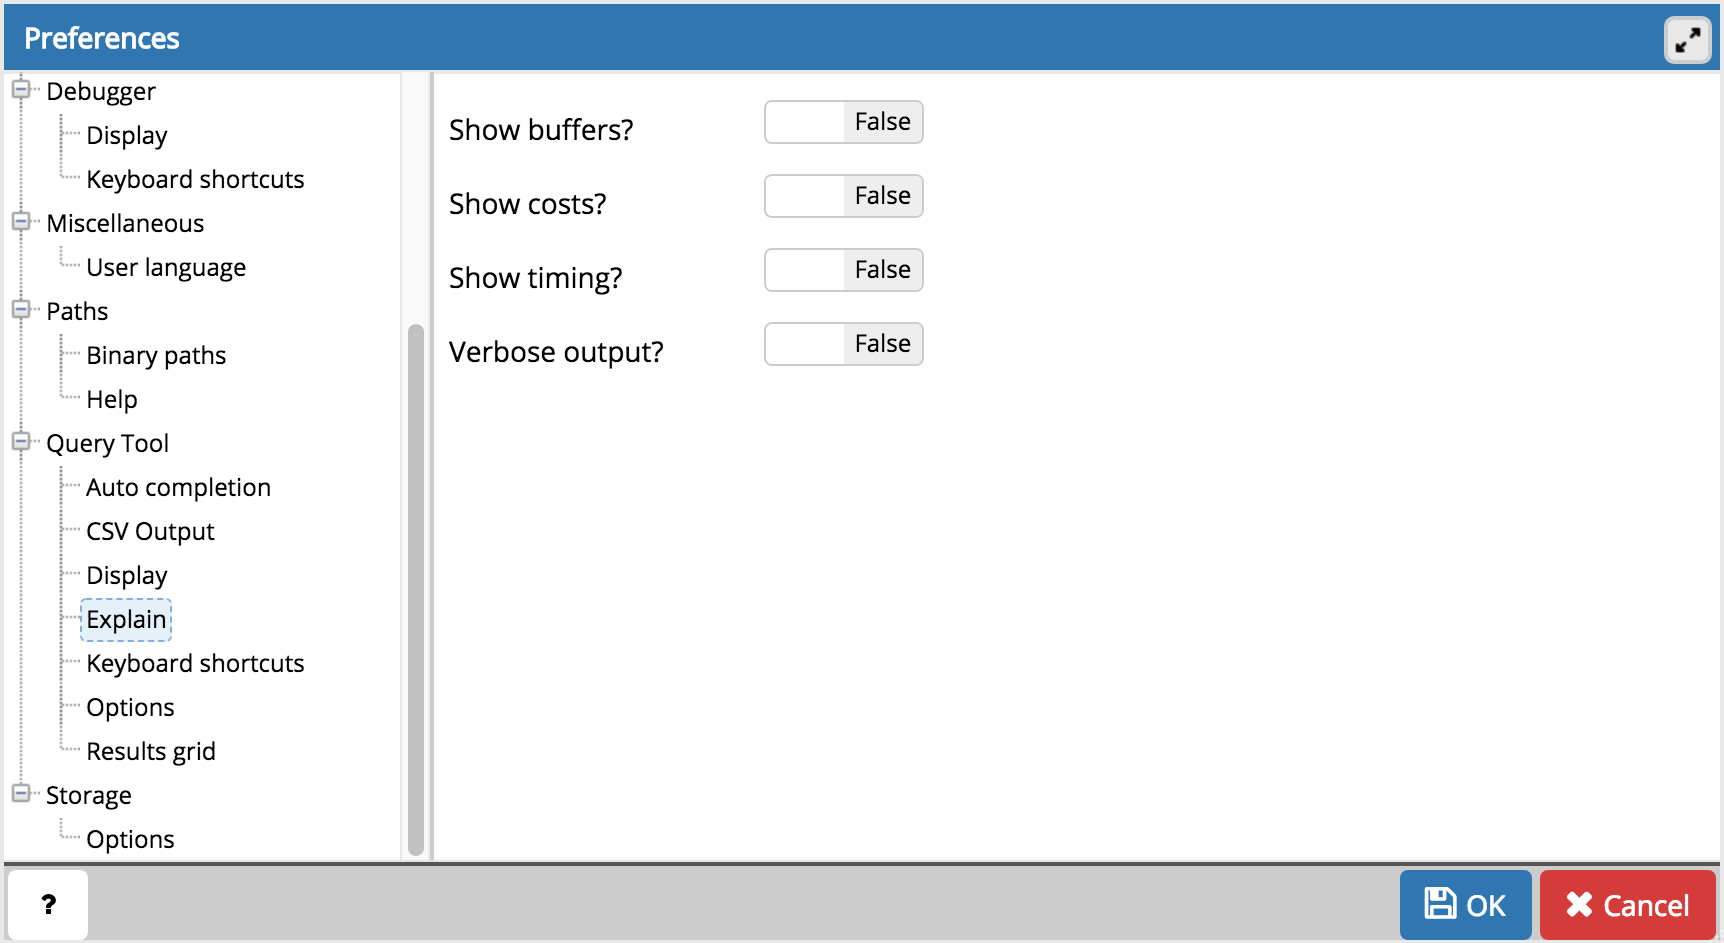 Preferences
Debugger
Display
Keyboard shortcuts
Miscellaneous
User language
Paths
Binary paths
Help
Query Tool
Auto completion
CSV Output
Display
Explain
Keyboard shortcuts
Options
Results grid
Storage
Options
Show buffers? False
Show costs? False
Show timing? False
Verbose output? False
? OK Cancel